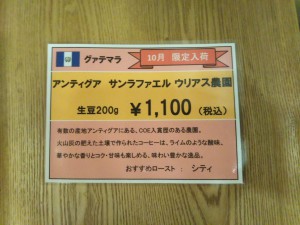 グァテマラ
10月 限定入荷
アンティグア サンラファエル ウリアス農園
生豆200g ￥1,100 (税込)
有数の産地アンティグアにある、COE入賞歴のある農園。
火山灰の肥えた土壌で作られたコーヒーは、ライムのような酸味。
華やかな香りとコク・甘味も楽しめる、味わい豊かな逸品。
おすすめロースト： シティ